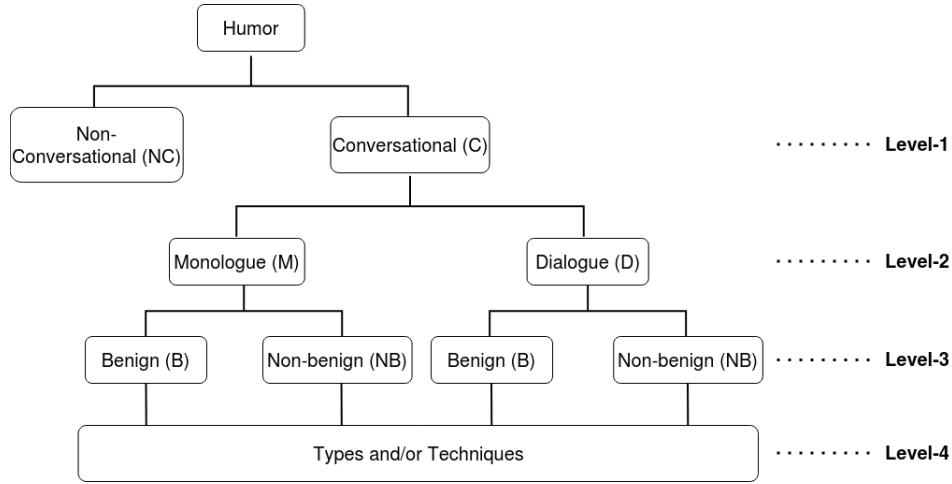 Humor
Non-
Conversational (NC)
Conversational (C)
Level-1
Monologue (M)
Dialogue (D)
Level-2
Benign (B)
Non-benign (NB)
Benign (B)
Non-benign (NB)
Level-3
Types and/or Techniques
Level-4